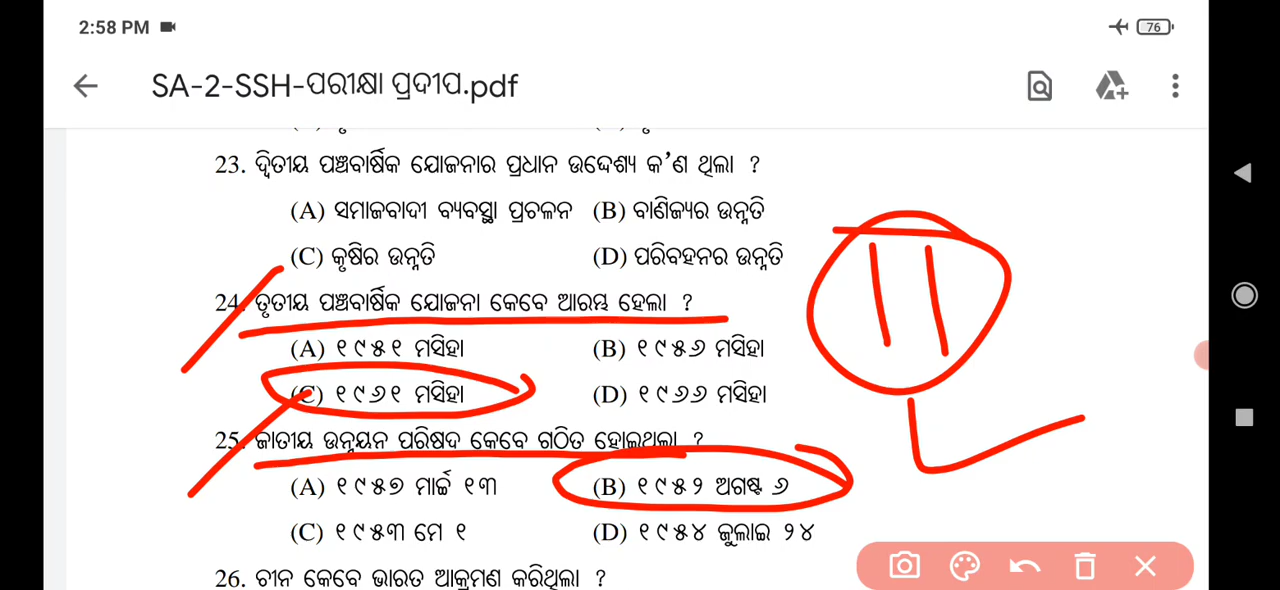 2:58 PM
76
SA-2-SSH-ପରୀକ୍ଷା ପ୍ରଦୀପ.pdf
23. ଦ୍ୱିତୀୟ ପଞ୍ଚବାର୍ଷିକ ଯୋଜନାର ପ୍ରଧାନ ଉଦ୍ଦେଶ୍ୟ କ'ଣ ଥିଲା ?
(A) ସମାଜବାଦୀ ବ୍ୟବସ୍ଥା ପ୍ରଚଳନ (B) ବାଣିଜ୍ୟର ଉନ୍ନତି
(C) କୃଷିର ଉନ୍ନତି (D) ପରିବହନର ଉନ୍ନତି
24. ତୃତୀୟ ପଞ୍ଚବାର୍ଷିକ ଯୋଜନା କେବେ ଆରମ୍ଭ ହେଲା ?
(A) ୧୯୫୧ ମସିହା (B) ୧୯୫୬ ମସିହା
(C) ୧୯୬୧ ମସିହା (D) ୧୯୬୬ ମସିହା
25. ଜାତୀୟ ଉନ୍ନୟନ ପରିଷଦ କେବେ ଗଠିତ ହୋଇଥିଲା ?
(A) ୧୯୫୭ ମାର୍ଚ୍ଚ ୧୩ (B) ୧୯୫୨ ଅଗଷ୍ଟ ୬
(C) ୧୯୫୩ ମେ ୧ (D) ୧୯୫୪ ଜୁଲାଇ ୨୪
26. ଚୀନ କେବେ ଭାରତ ଆକ୍ରମଣ କରିଥିଲା ?